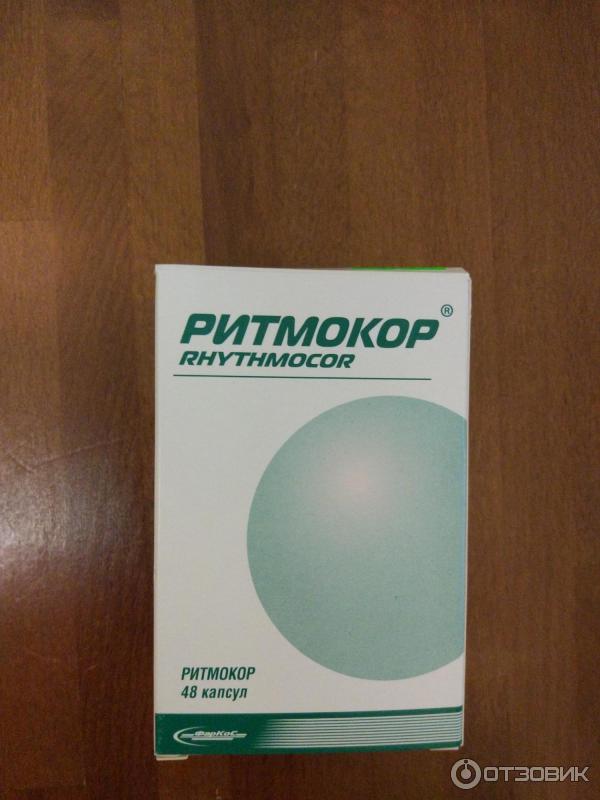 РИТМОКОР®
RHYTHMOCOR
РИТМОКОР
48 капсул
ФарКоС
ОТЗОВИК